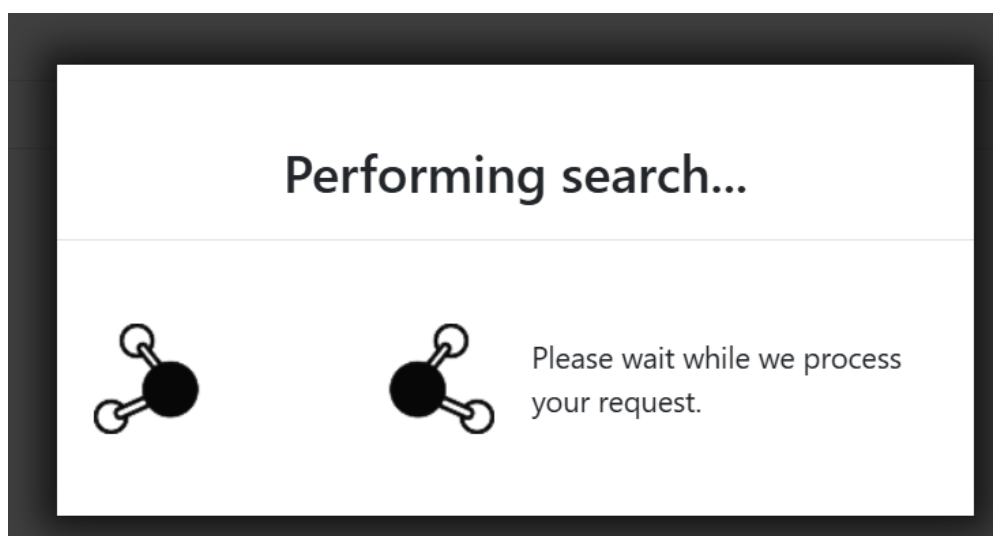 Performing search...
Please wait while we process
your request.